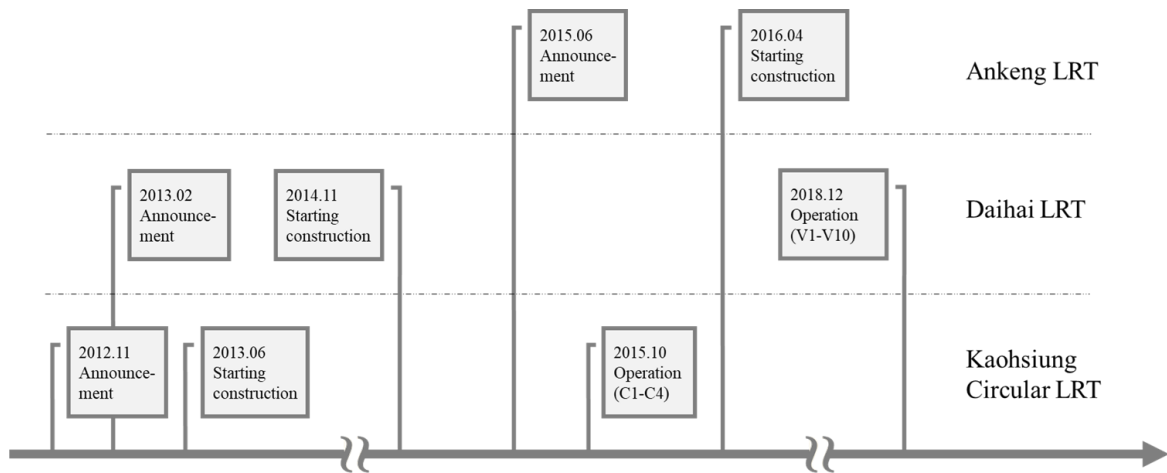 2015.06
Announce-
ment
2016.04
Starting
construction
Ankeng LRT
2013.02
Announce-
ment
2014.11
Starting
construction
2018.12
Operation
(V1-V10)
Daihai LRT
2012.11
Announce-
ment
2013.06
Starting
construction
2015.10
Operation
(C1-C4)
Kaohsiung
Circular LRT